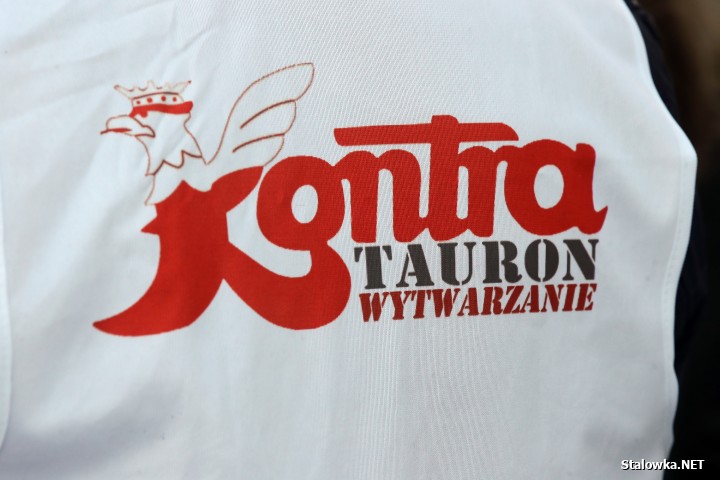 Kontra
TAURON
WYTWARZANIE
Stalowka.NET